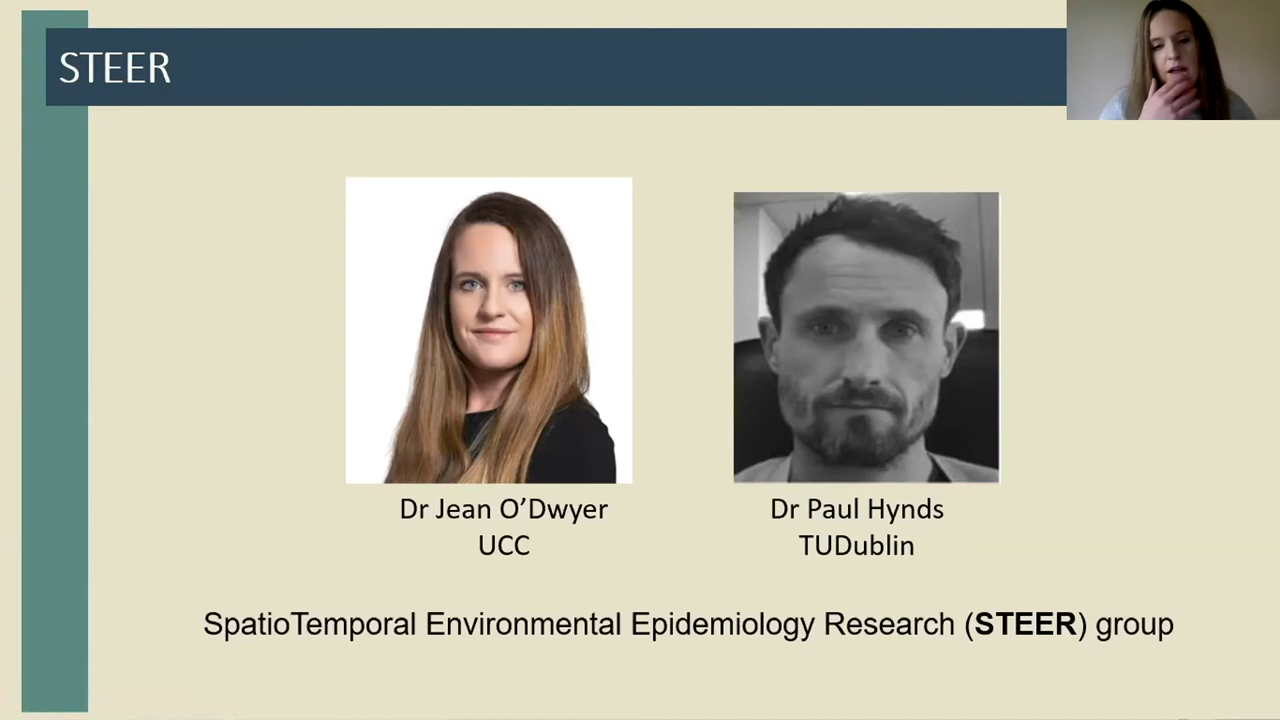 STEER
Dr Jean O’Dwyer
UCC
Dr Paul Hynds
TUDublin
SpatioTemporal Environmental Epidemiology Research (STEER) group